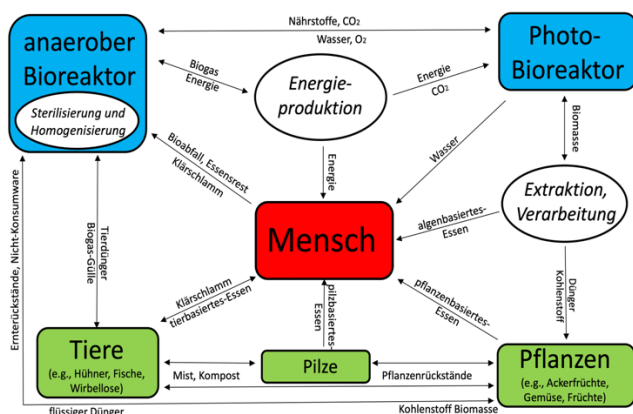 anaerober
Bioreaktor
Sterilisierung und
Homogenisierung
Nährstoffe, CO₂
Wasser, O₂
Photo-
Bioreaktor
Biogas
Energie
Energie-
produktion
Energie
CO₂
Bioabfall, Essensrest
Klärschlamm
Energie
Wasser
Biomasse
Extraktion,
Verarbeitung
Mensch
algenbasiertes-
Essen
Ernterückstände, Nicht-Konsumware
Tierdünger
Biogas-Gülle
Klärschlamm
tierbasiertes-Essen
pilzbasiertes-
Essen
pflanzenbasiertes-
Essen
Dünger
Kohlenstoff
Tiere
(e.g., Hühner, Fische,
Wirbellose)
Mist, Kompost
Pilze
Pflanzenrückstände
Pflanzen
(e.g., Ackerfrüchte,
Gemüse, Früchte)
flüssiger Dünger
Kohlenstoff Biomasse